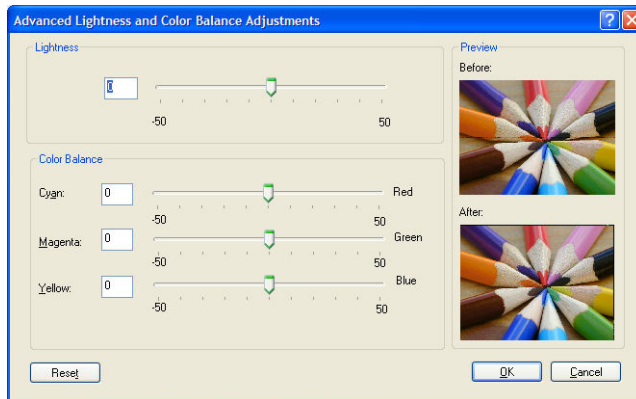 Advanced Lightness and Color Balance Adjustments
Lightness
0
-50 50
Color Balance
Cyan: 0 Red
-50 50
Magenta: 0 Green
-50 50
Yellow: 0 Blue
-50 50
Reset
Preview
Before:
After:
OK Cancel